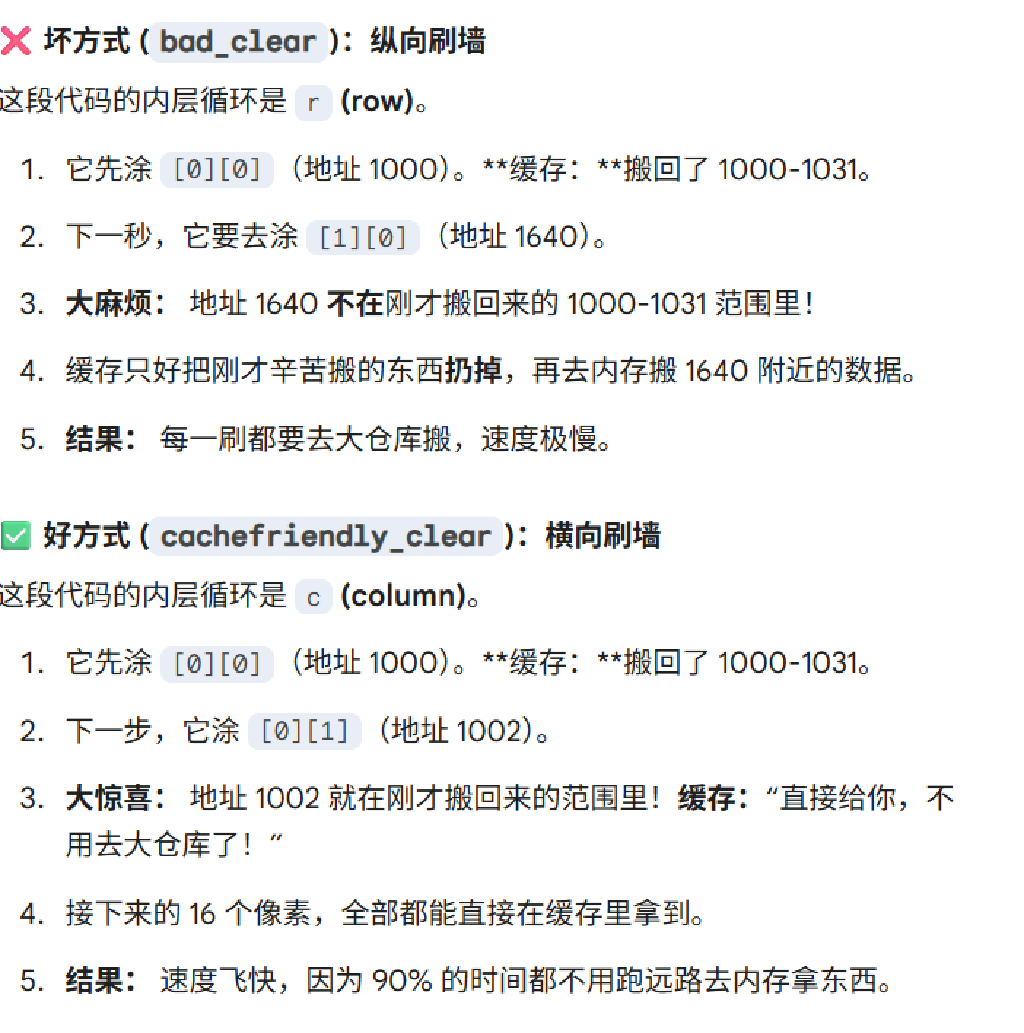 ❌ 坏方式 (bad_clear)：纵向刷墙
这段代码的内层循环是 r (row)。
1. 它先涂 [0][0]（地址 1000）。**缓存：**搬回了 1000-1031。
2. 下一秒，它要去涂 [1][0]（地址 1640）。
3. 大麻烦： 地址 1640 不在刚才搬回来的 1000-1031 范围里！
4. 缓存只好把刚才辛苦搬的东西扔掉，再去内存搬 1640 附近的数据。
5. 结果： 每一刷都要去大仓库搬，速度极慢。
✅ 好方式 (cachefriendly_clear)：横向刷墙
这段代码的内层循环是 c (column)。
1. 它先涂 [0][0]（地址 1000）。**缓存：**搬回了 1000-1031。
2. 下一步，它涂 [0][1]（地址 1002）。
3. 大惊喜： 地址 1002 就在刚才搬回来的范围里！缓存：“直接给你，不
用去大仓库了！“
4. 接下来的 16 个像素，全部都能直接在缓存里拿到。
5. 结果： 速度飞快，因为 90% 的时间都不用跑远路去内存拿东西。